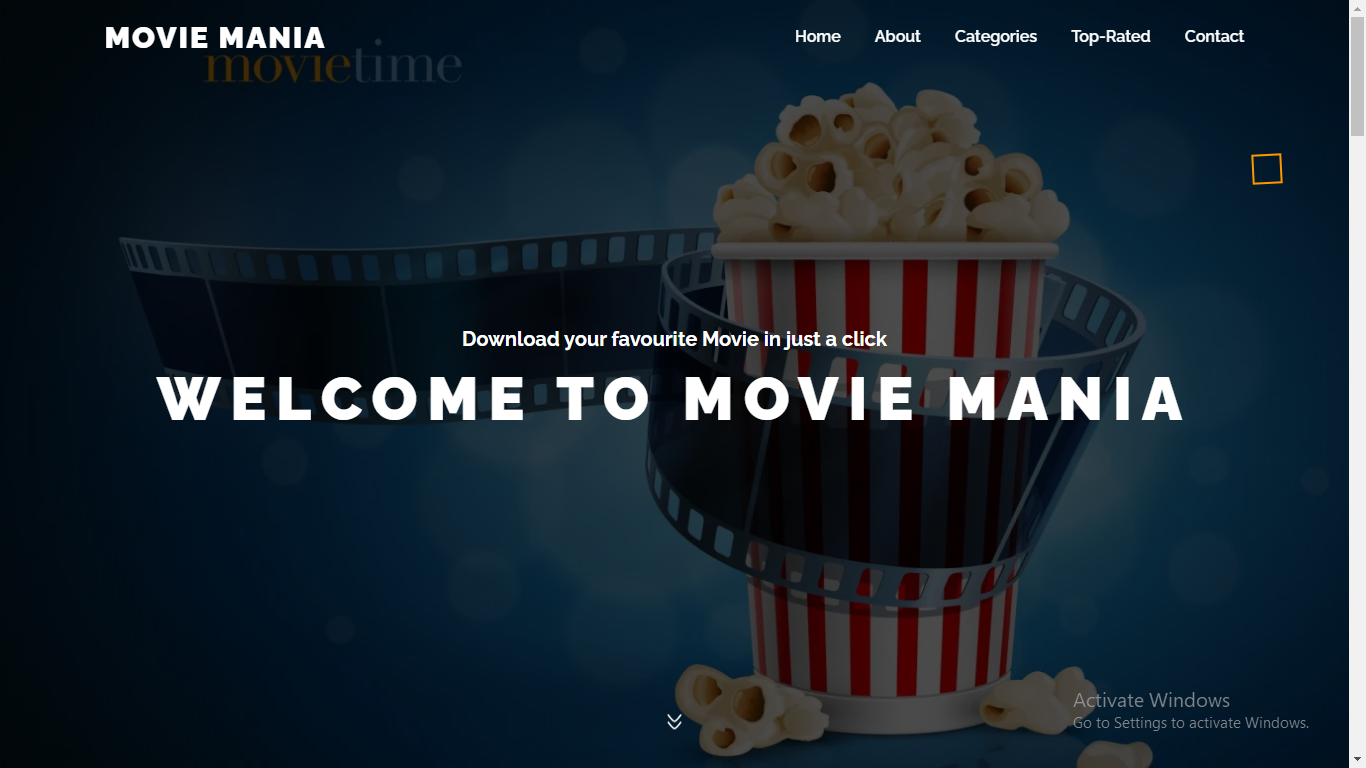 MOVIE MANIA
movietime
Home About Categories Top-Rated Contact
Download your favourite Movie in just a click
WELCOME TO MOVIE MANIA
Activate Windows
Go to Settings to activate Windows.